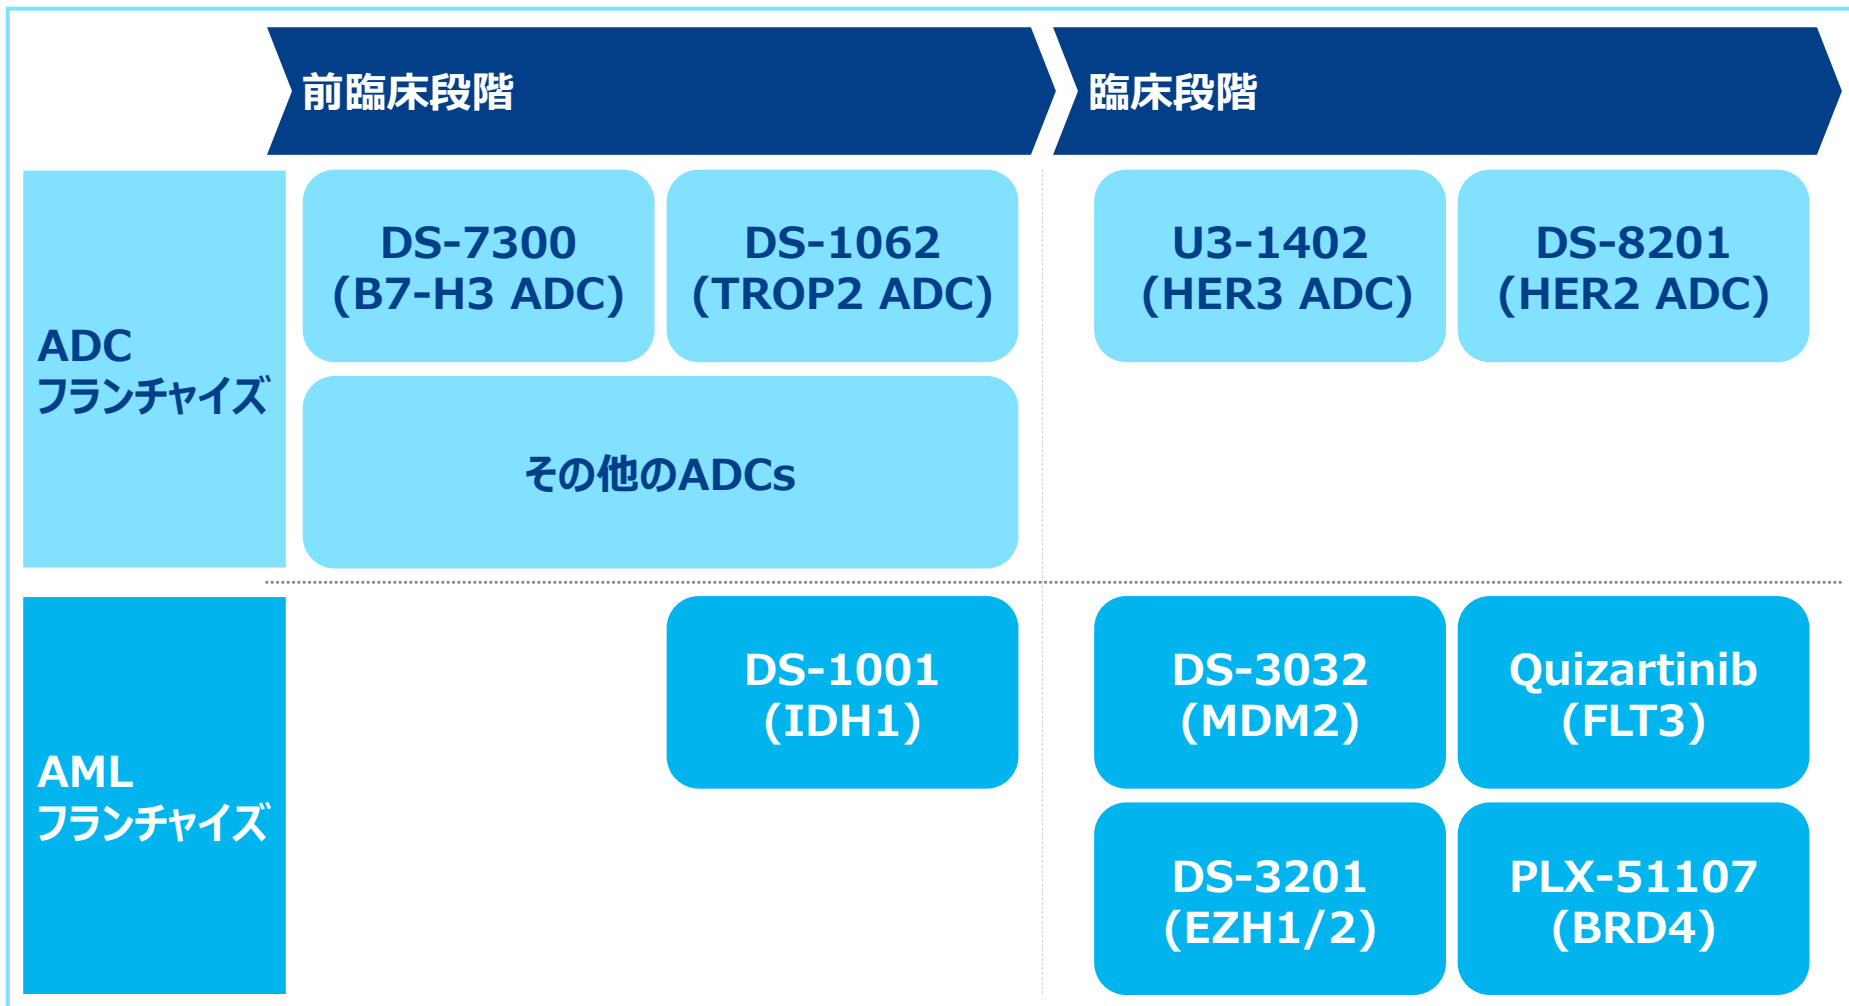 前臨床段階
臨床段階
ADC
フランチャイズ
DS-7300
(B7-H3 ADC)
DS-1062
(TROP2 ADC)
U3-1402
(HER3 ADC)
DS-8201
(HER2 ADC)
その他のADCs
AML
フランチャイズ
DS-1001
(IDH1)
DS-3032
(MDM2)
Quizartinib
(FLT3)
DS-3201
(EZH1/2)
PLX-51107
(BRD4)